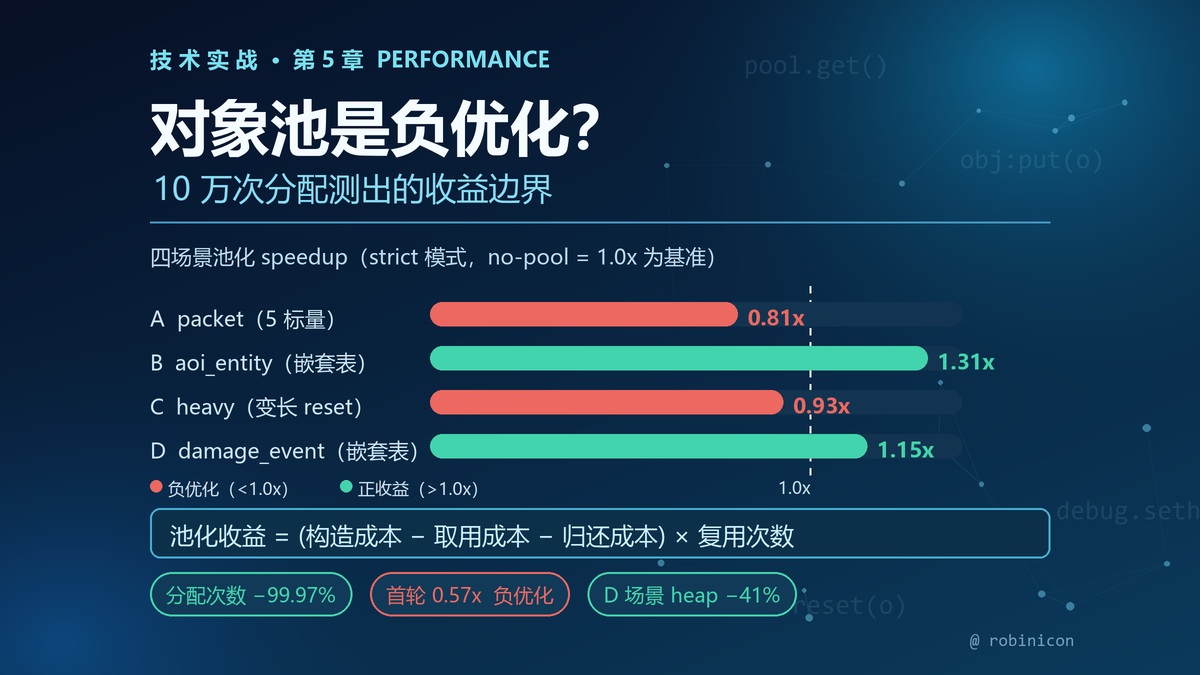 技术实战 • 第5章 PERFORMANCE
pool.get()
对象池是负优化？
obj:put(o)
10 万次分配测出的收益边界
四场景池化 speedup（strict 模式，no-pool = 1.0x 为基准）
A packet（5 标量） 0.81x
B aoi_entity（嵌套表） 1.31x
C heavy（变长 reset） 0.93x
D damage_event（嵌套表） 1.15x
负优化（<1.0x） 正收益（>1.0x） 1.0x
debug.seth
池化收益 = (构造成本 − 取用成本 − 归还成本) × 复用次数
分配次数 −99.97% 首轮 0.57x 负优化 D 场景 heap −41%
reset(o)
@ robinicon